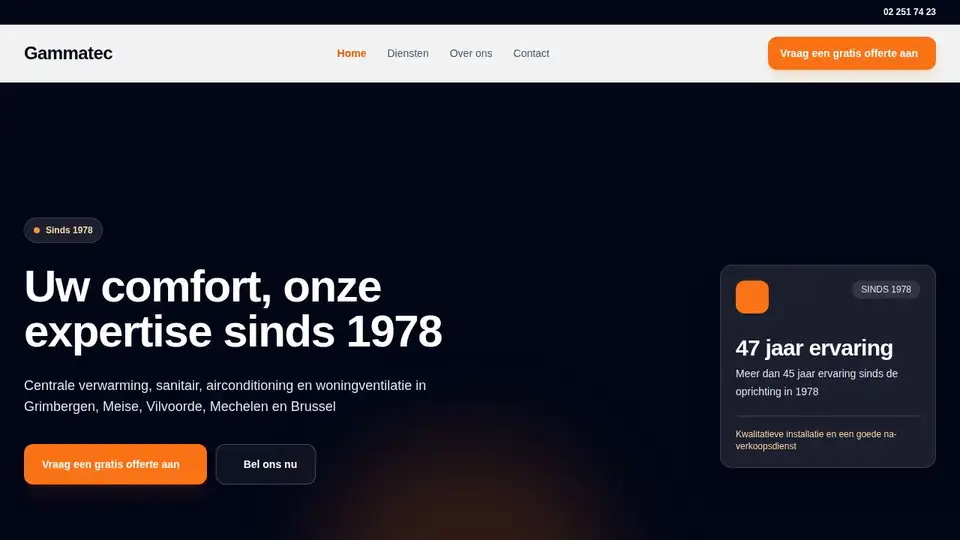 02 251 74 23
Gammatec
Home
Diensten
Over ons
Contact
Vraag een gratis offerte aan
Sinds 1978
Uw comfort, onze
expertise sinds 1978
Centrale verwarming, sanitair, airconditioning en woningventilatie in
Grimbergen, Meise, Vilvoorde, Mechelen en Brussel
Vraag een gratis offerte aan
Bel ons nu
SINDS 1978
47 jaar ervaring
Meer dan 45 jaar ervaring sinds de
oprichting in 1978
Kwalitatieve installatie en een goede na-
verkoopsdienst